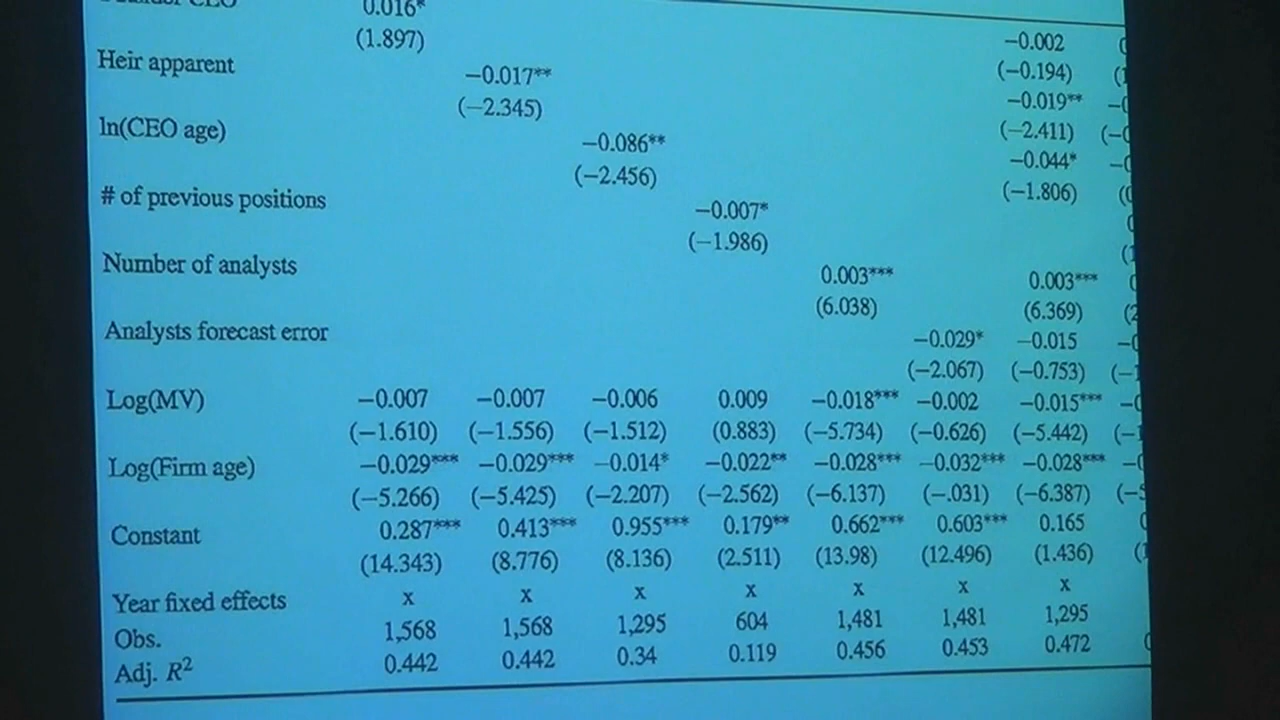 CEO 0.016*
(1.897) −0.002
Heir apparent −0.017** (−0.194)
(−2.345) −0.019**
ln(CEO age) −0.086** (−2.411)
(−2.456) −0.044*
# of previous positions −0.007* (−1.806)
(−1.986)
Number of analysts 0.003*** 0.003***
(6.038) (6.369)
Analysts forecast error −0.029* −0.015
(−2.067) (−0.753)
Log(MV) −0.007 −0.007 −0.006 0.009 −0.018*** −0.002 −0.015***
(−1.610) (−1.556) (−1.512) (0.883) (−5.734) (−0.626) (−5.442)
Log(Firm age) −0.029*** −0.029*** −0.014* −0.022** −0.028*** −0.032*** −0.028***
(−5.266) (−5.425) (−2.207) (−2.562) (−6.137) (−.031) (−6.387)
Constant 0.287*** 0.413*** 0.955*** 0.179** 0.662*** 0.603*** 0.165
(14.343) (8.776) (8.136) (2.511) (13.98) (12.496) (1.436)
Year fixed effects x x x x x x x
Obs. 1,568 1,568 1,295 604 1,481 1,481 1,295
Adj. R² 0.442 0.442 0.34 0.119 0.456 0.453 0.472